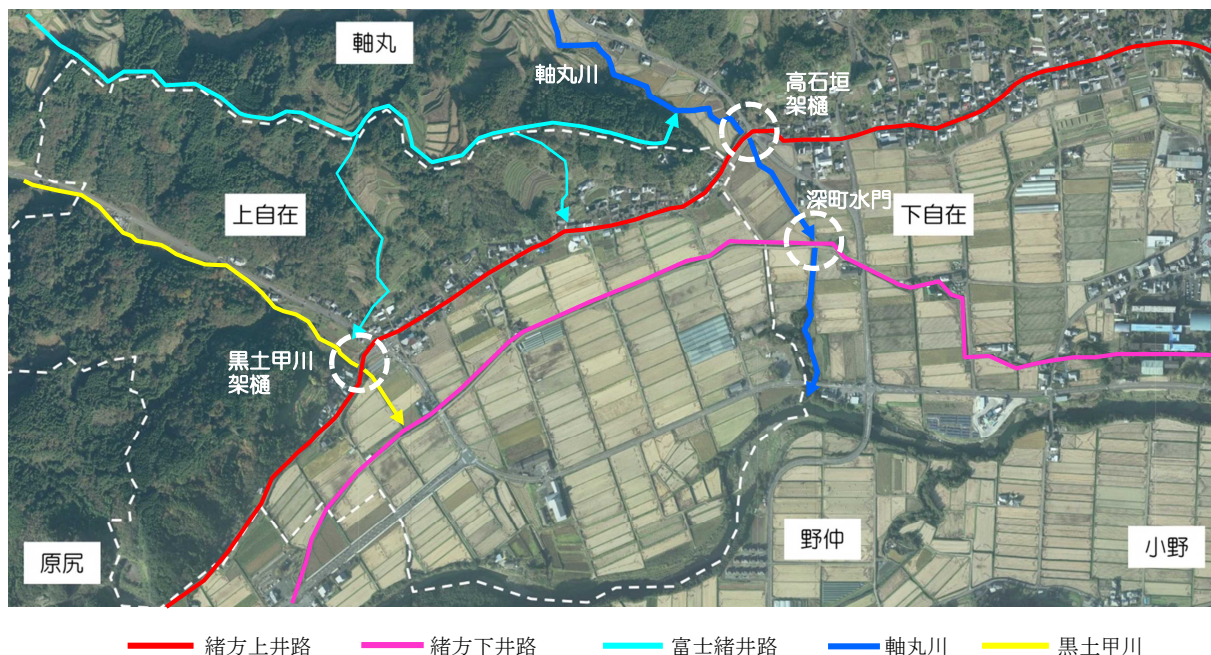 軸丸
軸丸川
高石垣
架樋
上自在
深町水門
下自在
黒土甲川
架樋
原尻
野仲
小野
緒方上井路
緒方下井路
富士緒井路
軸丸川
黒土甲川